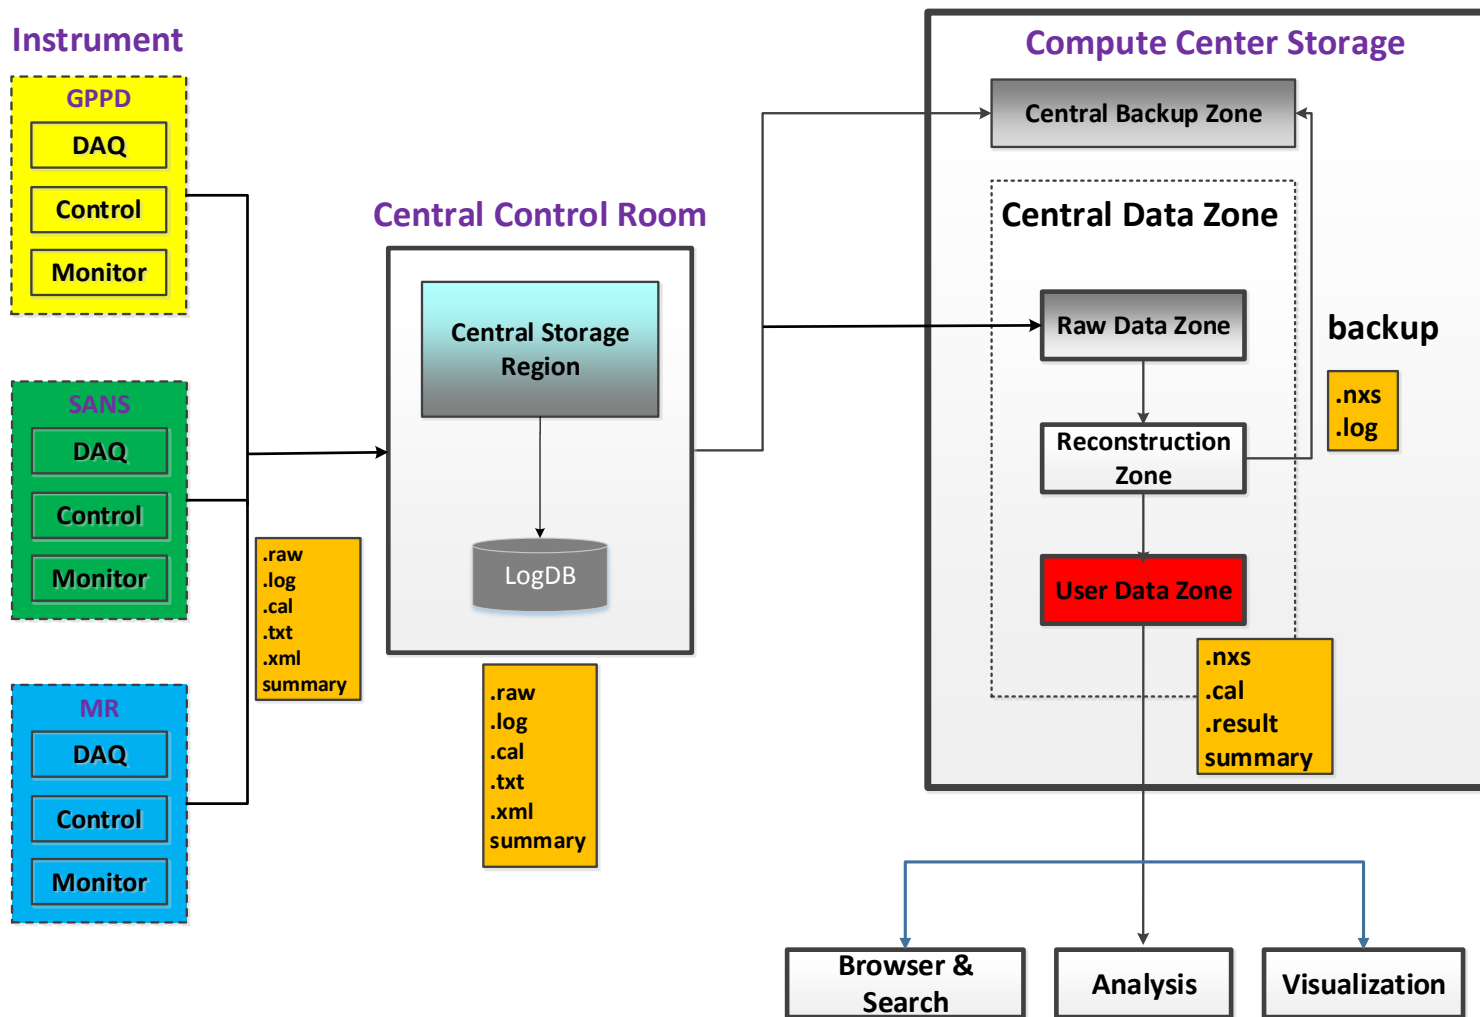 Instrument
GPPD
DAQ
Control
Monitor
SANS
DAQ
Control
Monitor
MR
DAQ
Control
Monitor
.raw
.log
.cal
.txt
.xml
summary
Central Control Room
Central Storage
Region
LogDB
.raw
.log
.cal
.txt
.xml
summary
Compute Center Storage
Central Backup Zone
Central Data Zone
Raw Data Zone
Reconstruction
Zone
User Data Zone
backup
.nxs
.log
.nxs
.cal
.result
summary
Browser &
Search
Analysis
Visualization